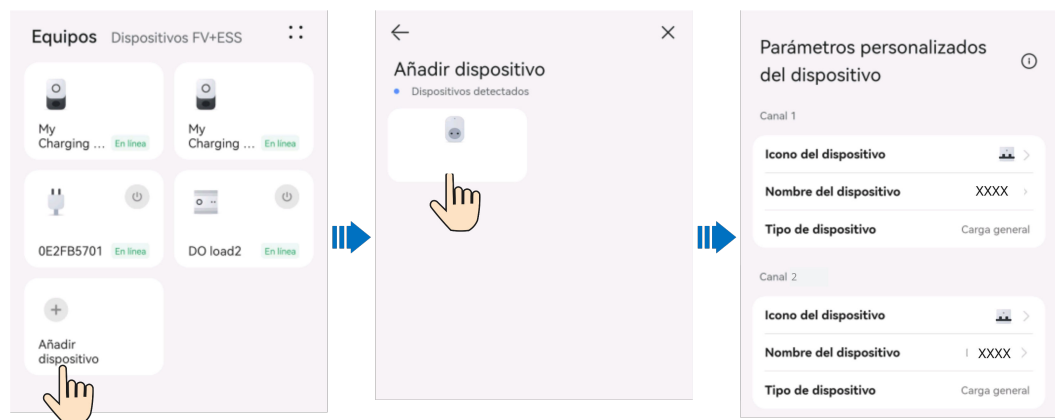 Equipos Dispositivos FV+ESS
My
Charging ... En línea
My
Charging ... En línea
0E2FB5701 En línea
DO load2 En línea
Añadir
dispositivo
Añadir dispositivo
Dispositivos detectados
Parámetros personalizados
del dispositivo
Canal 1
Icono del dispositivo
Nombre del dispositivo XXXX
Tipo de dispositivo Carga general
Canal 2
Icono del dispositivo
Nombre del dispositivo XXXX
Tipo de dispositivo Carga general